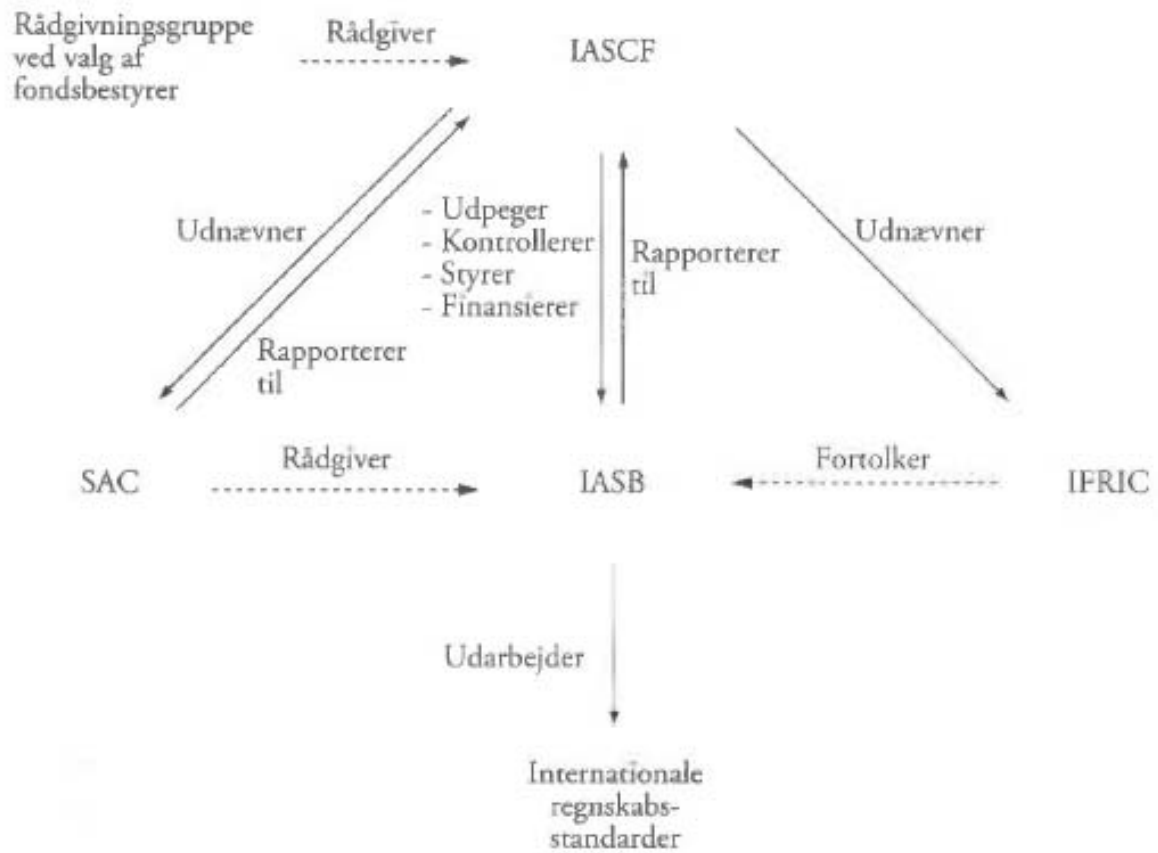 Rådgivningsgruppe
ved valg af
fondsbestyrer
Rådgiver
IASCF
Udnævner
- Udpeger
- Kontrollerer
- Styrer
- Finansierer
Rapporterer
til
Udnævner
Rapporterer
til
SAC
Rådgiver
IASB
Fortolker
IFRIC
Udarbejder
Internationale
regnskabs-
standarder